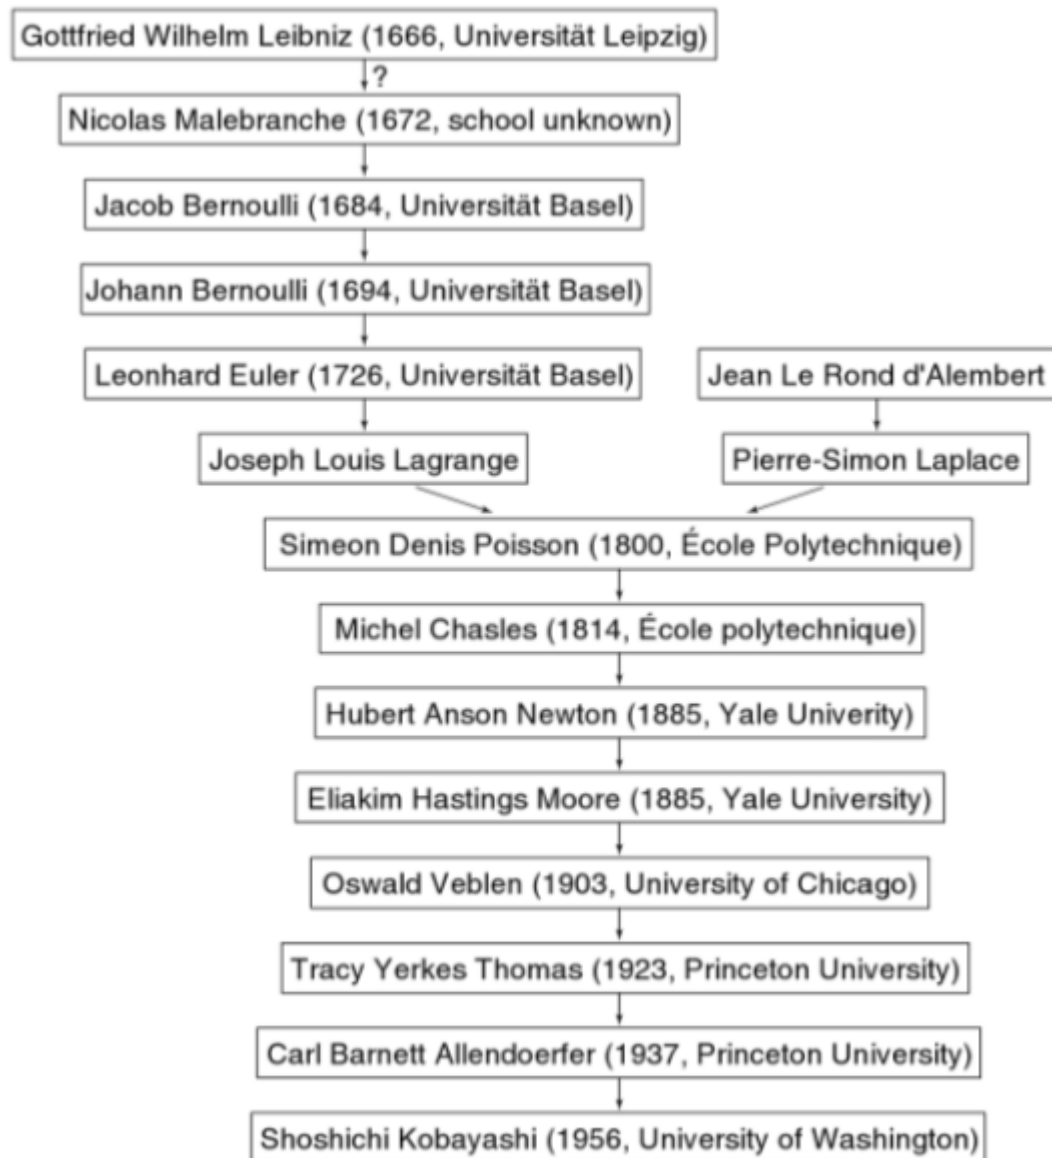 Gottfried Wilhelm Leibniz (1666, Universität Leipzig)
?
Nicolas Malebranche (1672, school unknown)
Jacob Bernoulli (1684, Universität Basel)
Johann Bernoulli (1694, Universität Basel)
Leonhard Euler (1726, Universität Basel)
Jean Le Rond d'Alembert
Joseph Louis Lagrange
Pierre-Simon Laplace
Simeon Denis Poisson (1800, École Polytechnique)
Michel Chasles (1814, École polytechnique)
Hubert Anson Newton (1885, Yale Univerity)
Eliakim Hastings Moore (1885, Yale University)
Oswald Veblen (1903, University of Chicago)
Tracy Yerkes Thomas (1923, Princeton University)
Carl Barnett Allendoerfer (1937, Princeton University)
Shoshichi Kobayashi (1956, University of Washington)